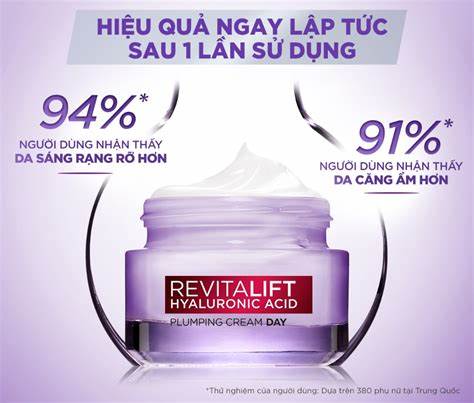 HIỆU QUẢ NGAY LẬP TỨC
SAU 1 LẦN SỬ DỤNG
94%*
NGƯỜI DÙNG NHẬN THẤY
DA SÁNG RẠNG RỠ HƠN
91%*
NGƯỜI DÙNG NHẬN THẤY
DA CĂNG ẨM HƠN
REVITALIFT
HYALURONIC ACID
PLUMPING CREAM DAY
*Thử nghiệm của người dùng: Dựa trên 380 phụ nữ tại Trung Quốc